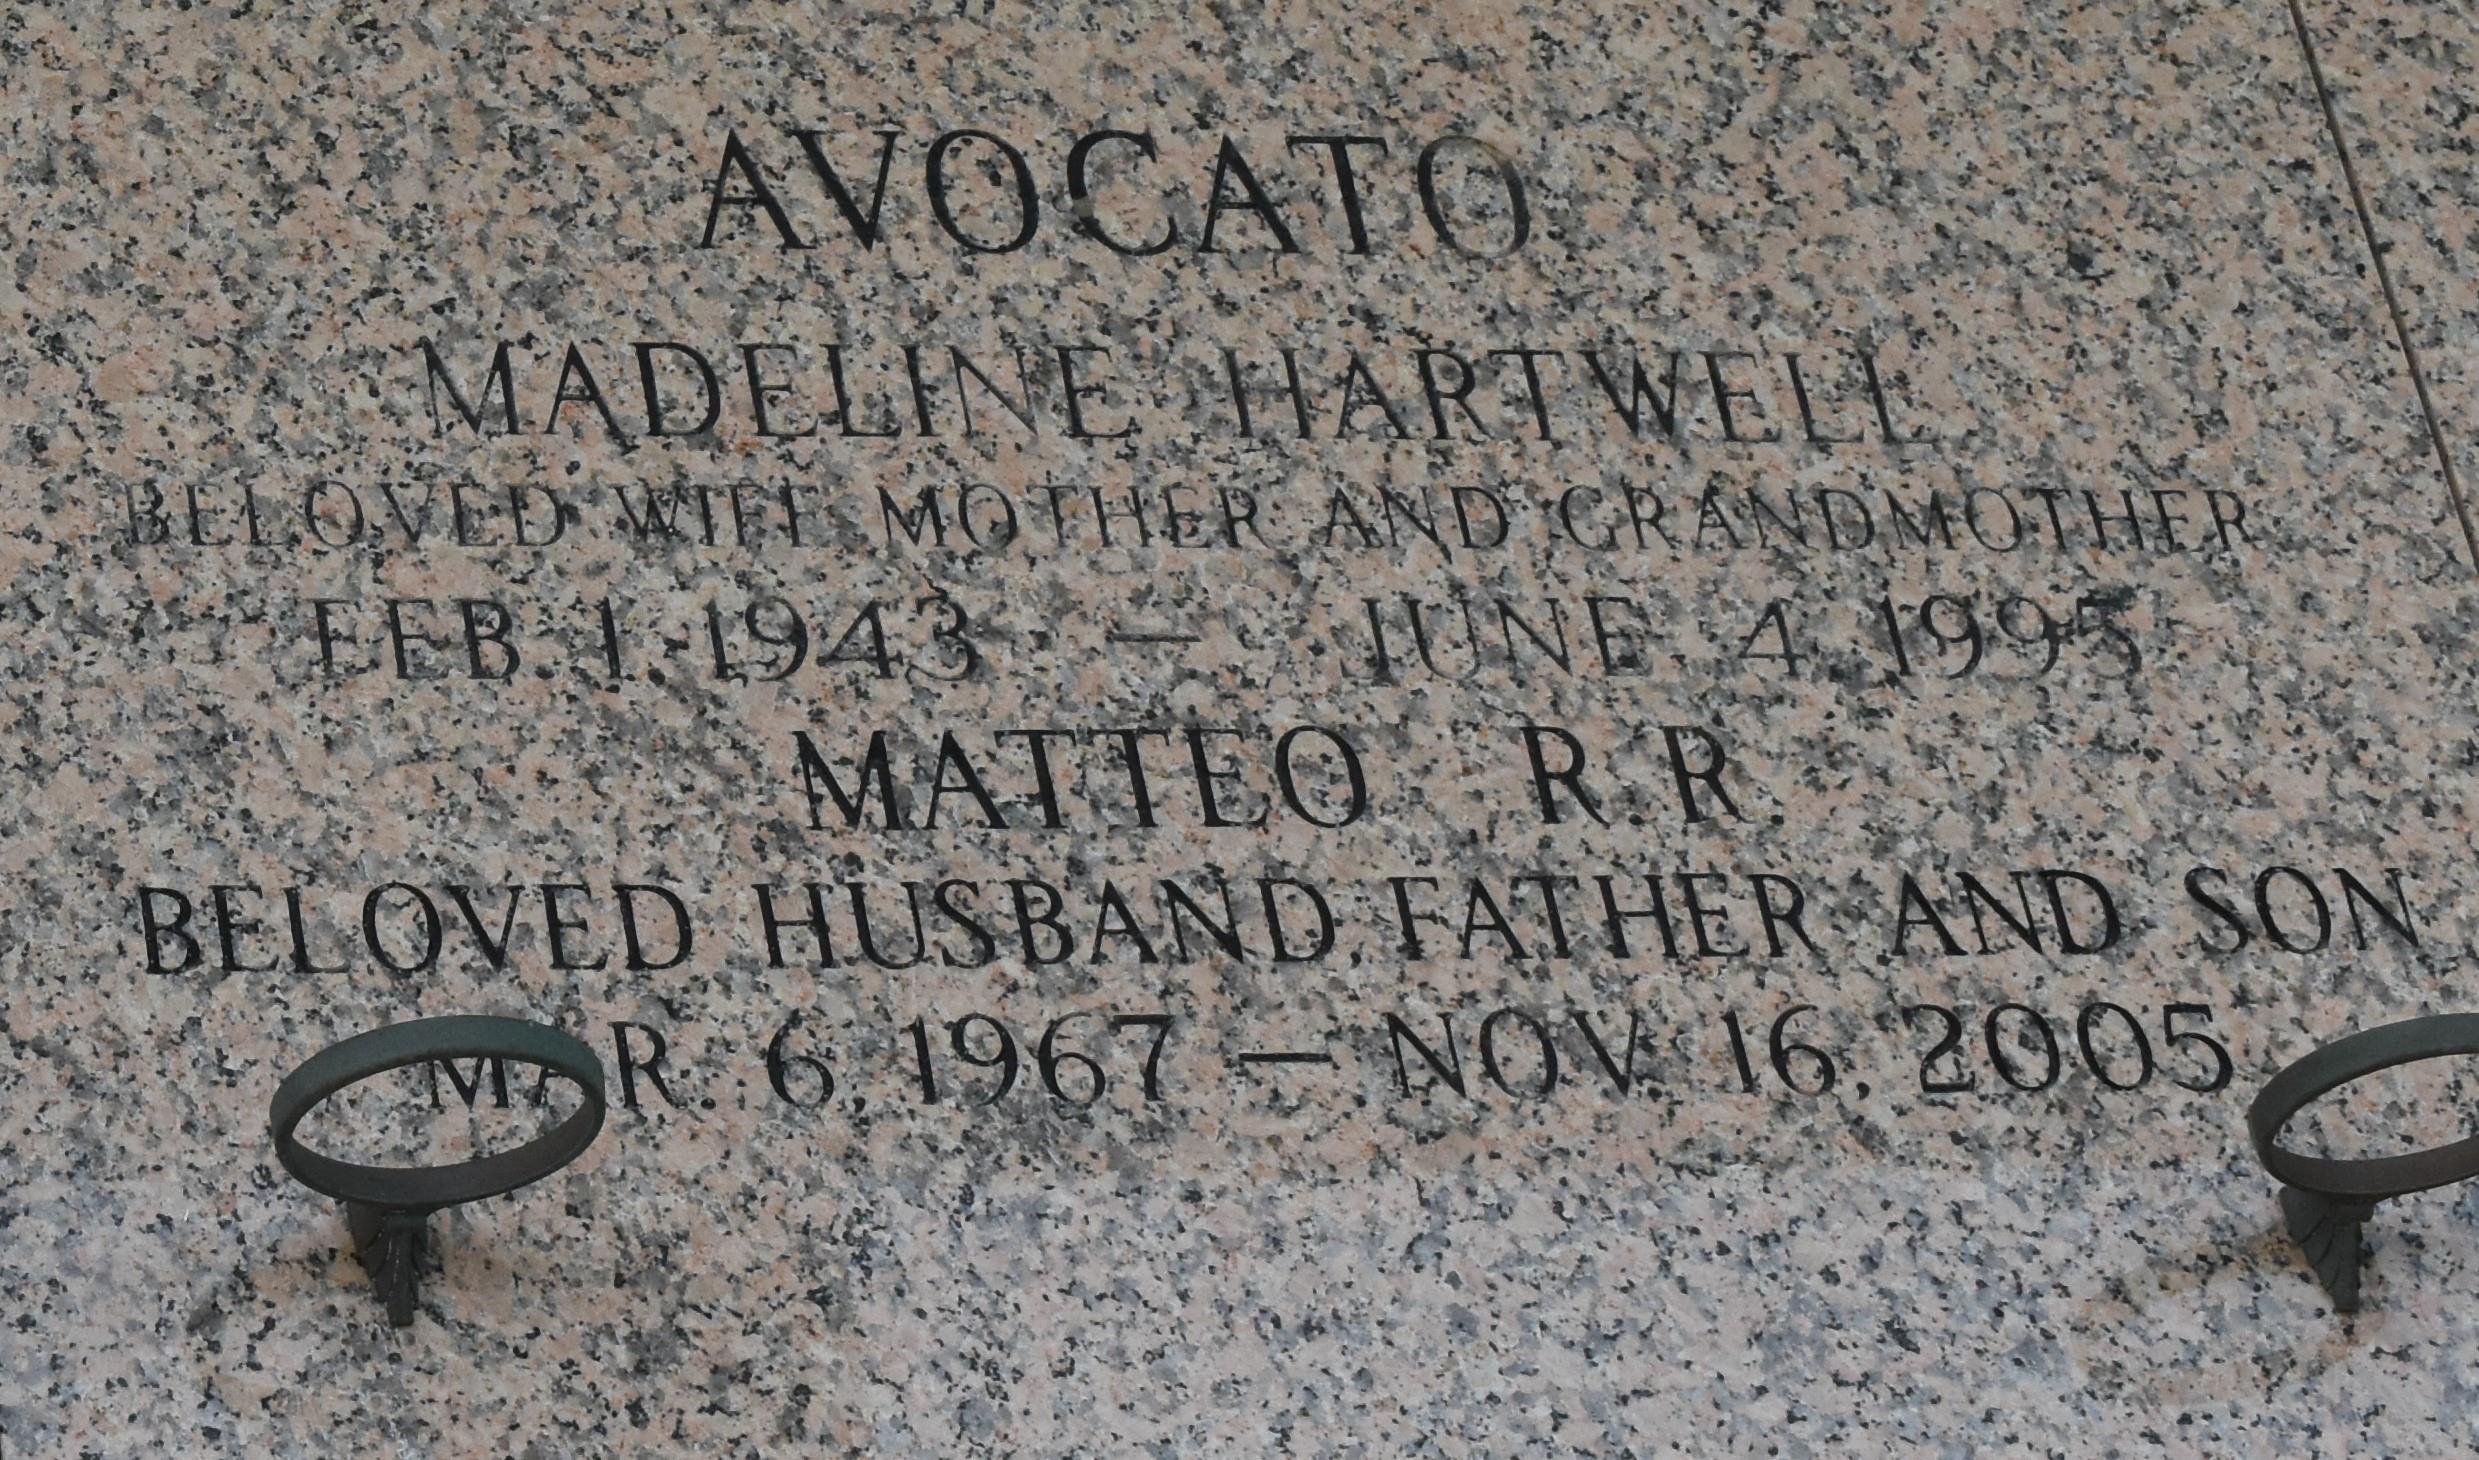 AVOCATO
MADELINE HARTWELL
BELOVED WIFE MOTHER AND GRANDMOTHER
FEB 1 1943 — JUNE 4 1995
MATTEO R.R.
BELOVED HUSBAND, FATHER AND SON
MAR. 6, 1967 — NOV. 16, 2005